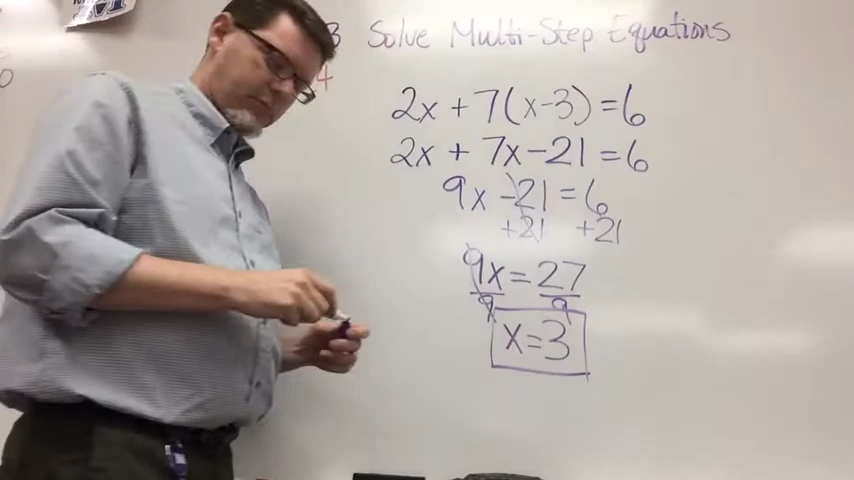 Solve Multi-Step Equations
2x + 7(x-3) = 6
2x + 7x - 21 = 6
9x - 21 = 6
+21 +21
9x = 27
9 9
x = 3